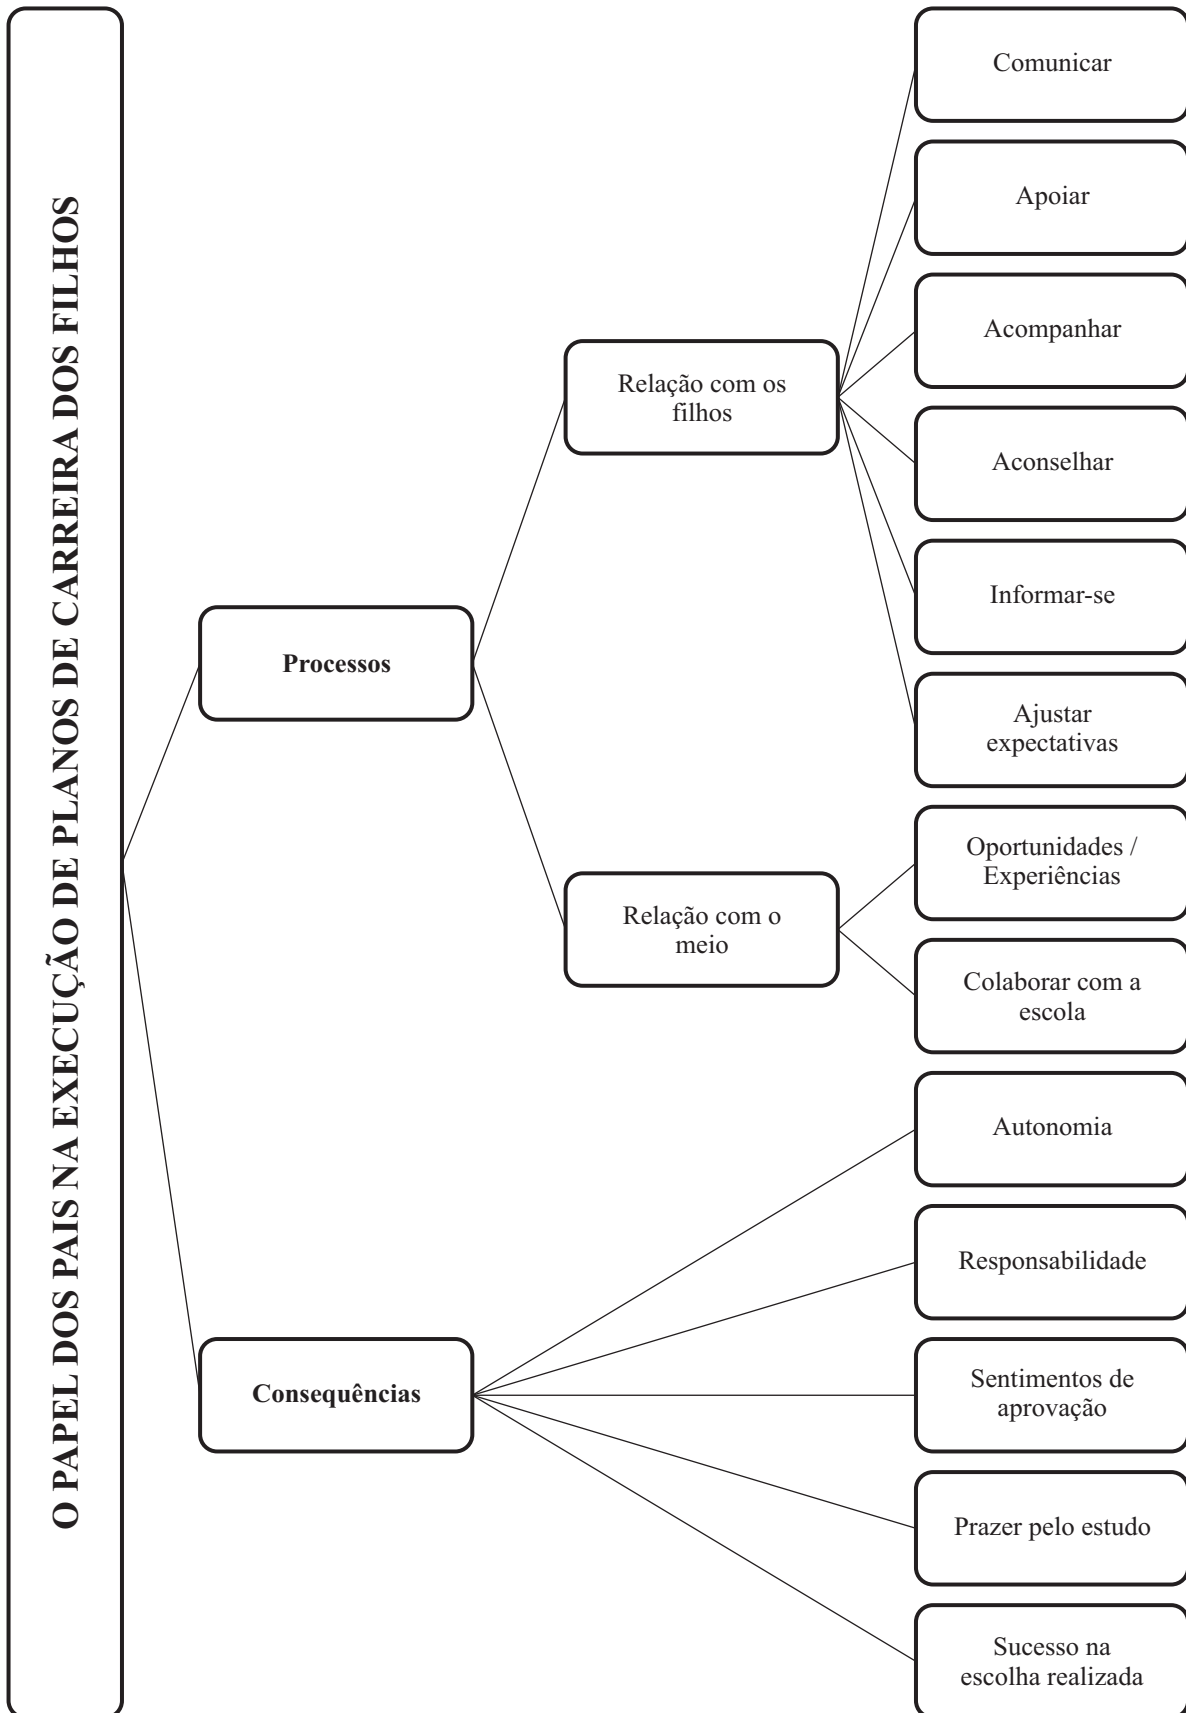 O PAPEL DOS PAIS NA EXECUÇÃO DE PLANOS DE CARREIRA DOS FILHOS
Processos
Consequências
Relação com os
filhos
Relação com o
meio
Comunicar
Apoiar
Acompanhar
Aconselhar
Informar-se
Ajustar
expectativas
Oportunidades /
Experiências
Colaborar com a
escola
Autonomia
Responsabilidade
Sentimentos de
aprovação
Prazer pelo estudo
Sucesso na
escolha realizada